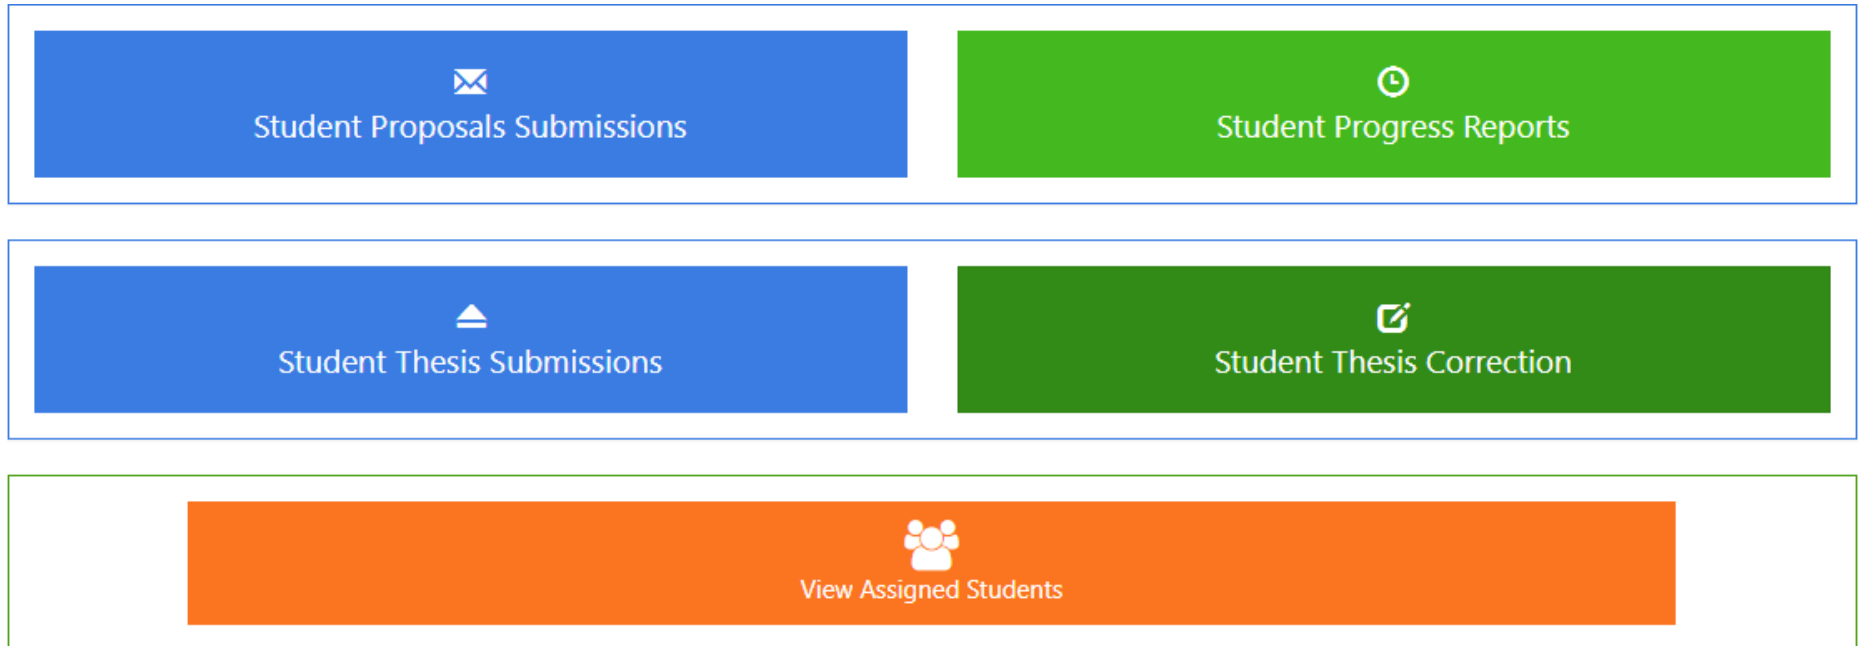 Student Proposals Submissions
Student Progress Reports
Student Thesis Submissions
Student Thesis Correction
View Assigned Students